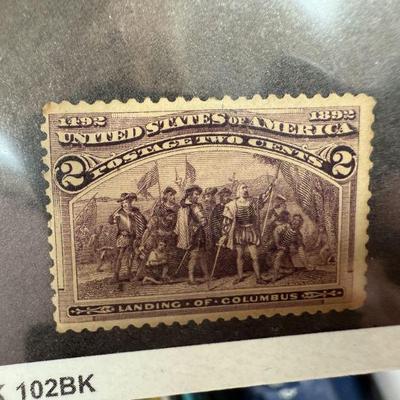 1492 1892
UNITED STATES OF AMERICA
POSTAGE TWO CENTS
2 2
LANDING · OF · COLUMBUS
102BK